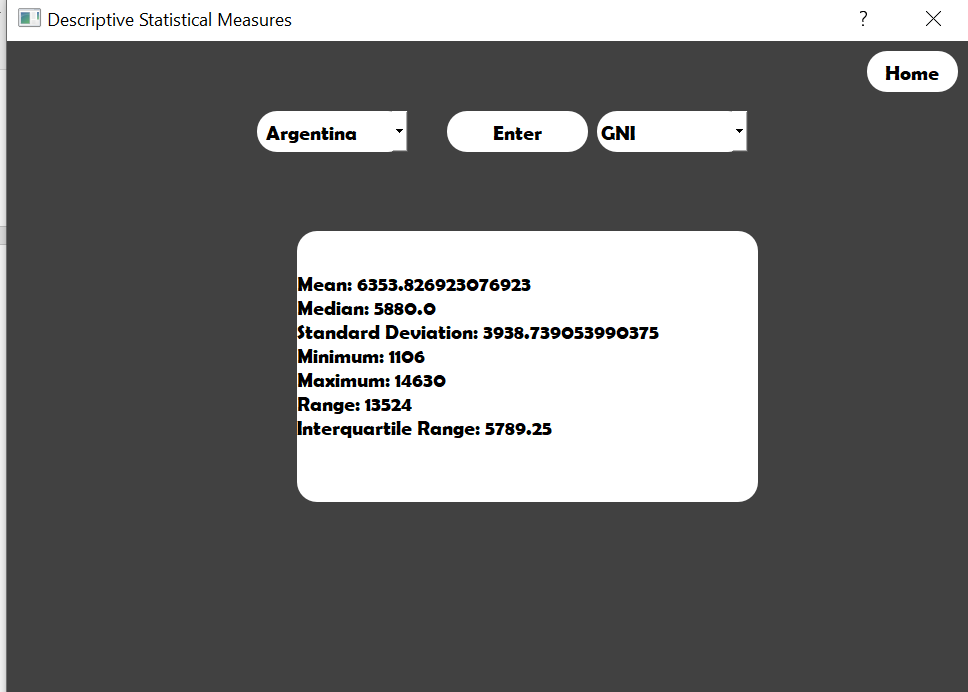 Descriptive Statistical Measures
?
Home
Argentina Enter GNI
Mean: 6353.826923076923
Median: 5880.0
Standard Deviation: 3938.739053990375
Minimum: 1106
Maximum: 14630
Range: 13524
Interquartile Range: 5789.25